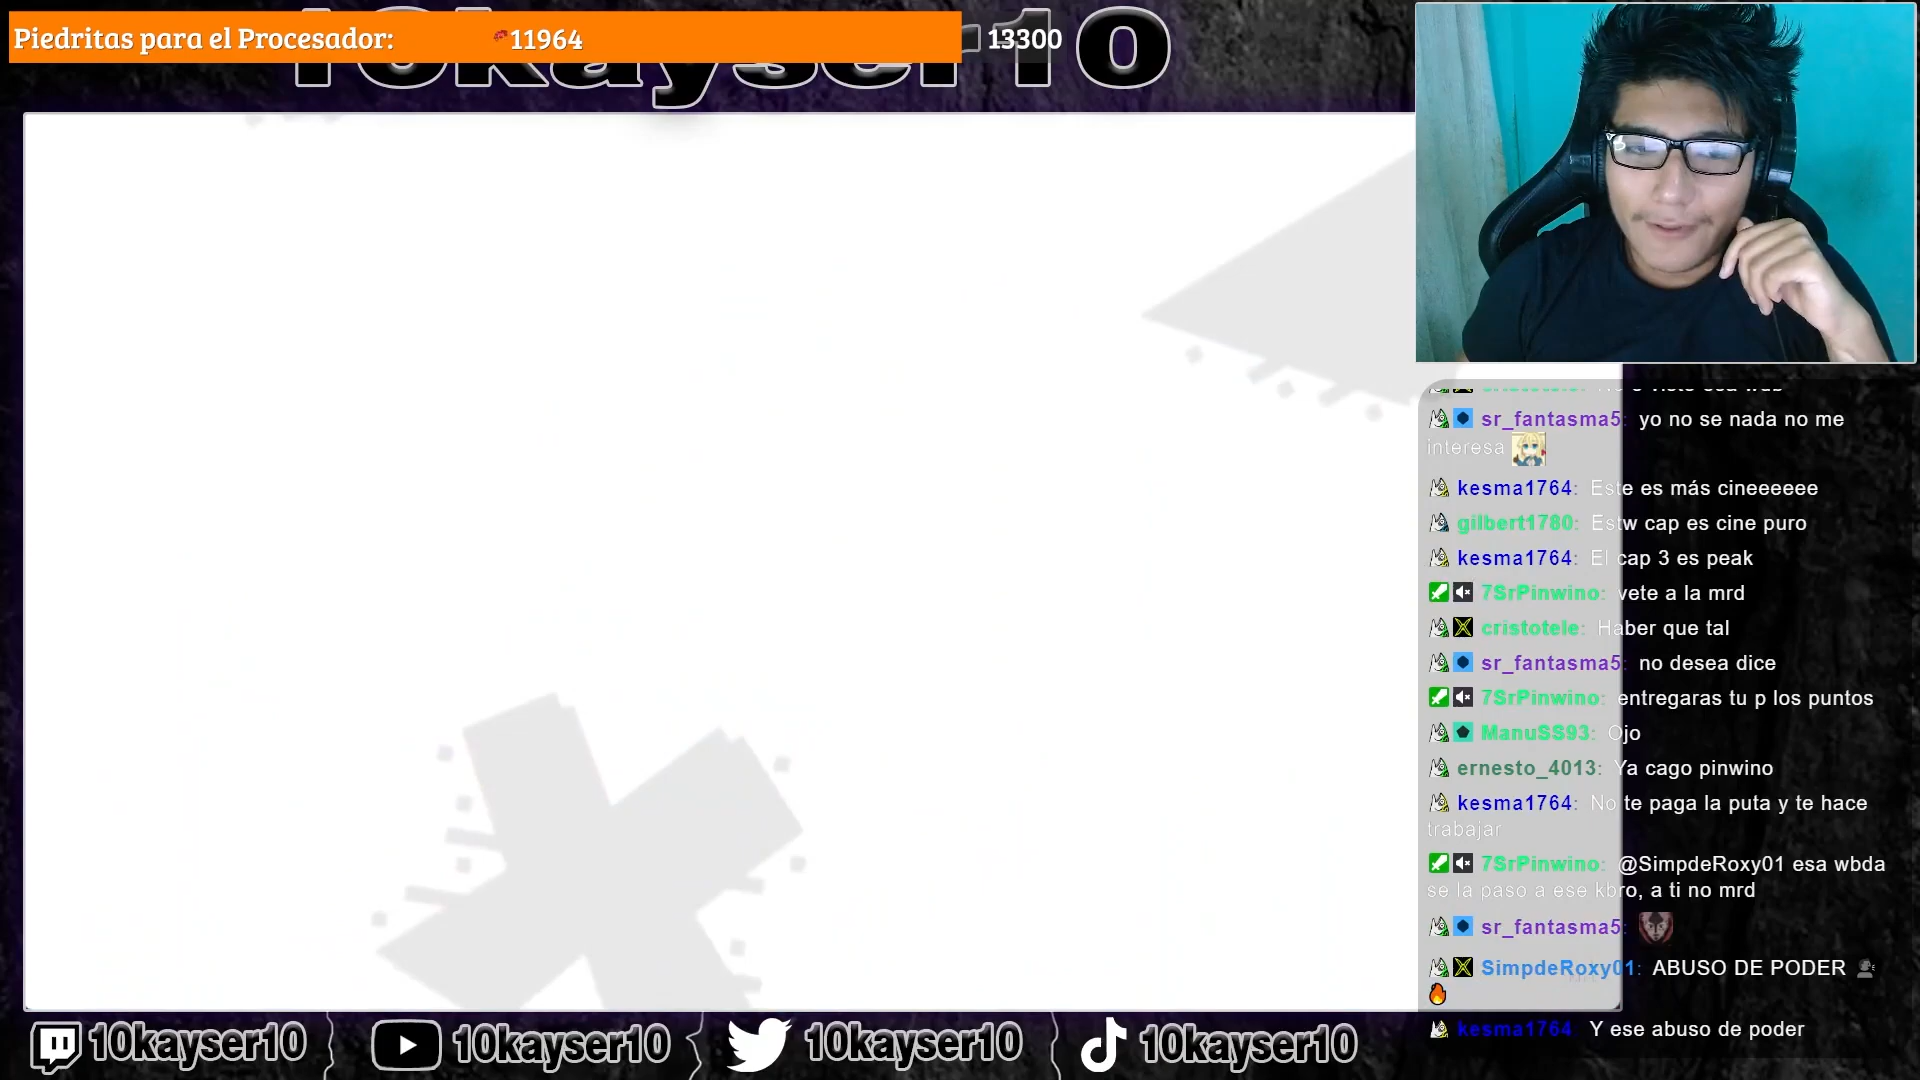 10kayser10
Piedritas para el Procesador: 11964 13300
sr_fantasma5: yo no se nada no me
interesa
kesma1764: Este es más cineeeeee
gilbert1780: Estw cap es cine puro
kesma1764: El cap 3 es peak
7SrPinwino: vete a la mrd
cristotele: Haber que tal
sr_fantasma5: no desea dice
7SrPinwino: entregaras tu p los puntos
ManuSS93: Ojo
ernesto_4013: Ya cago pinwino
kesma1764: No te paga la puta y te hace
trabajar
7SrPinwino: @SimpdeRoxy01 esa wbda
se la paso a ese kbro, a ti no mrd
sr_fantasma5:
SimpdeRoxy01: ABUSO DE PODER 🗣
🔥
kesma1764 Y ese abuso de poder
10kayser10 10kayser10 10kayser10 10kayser10